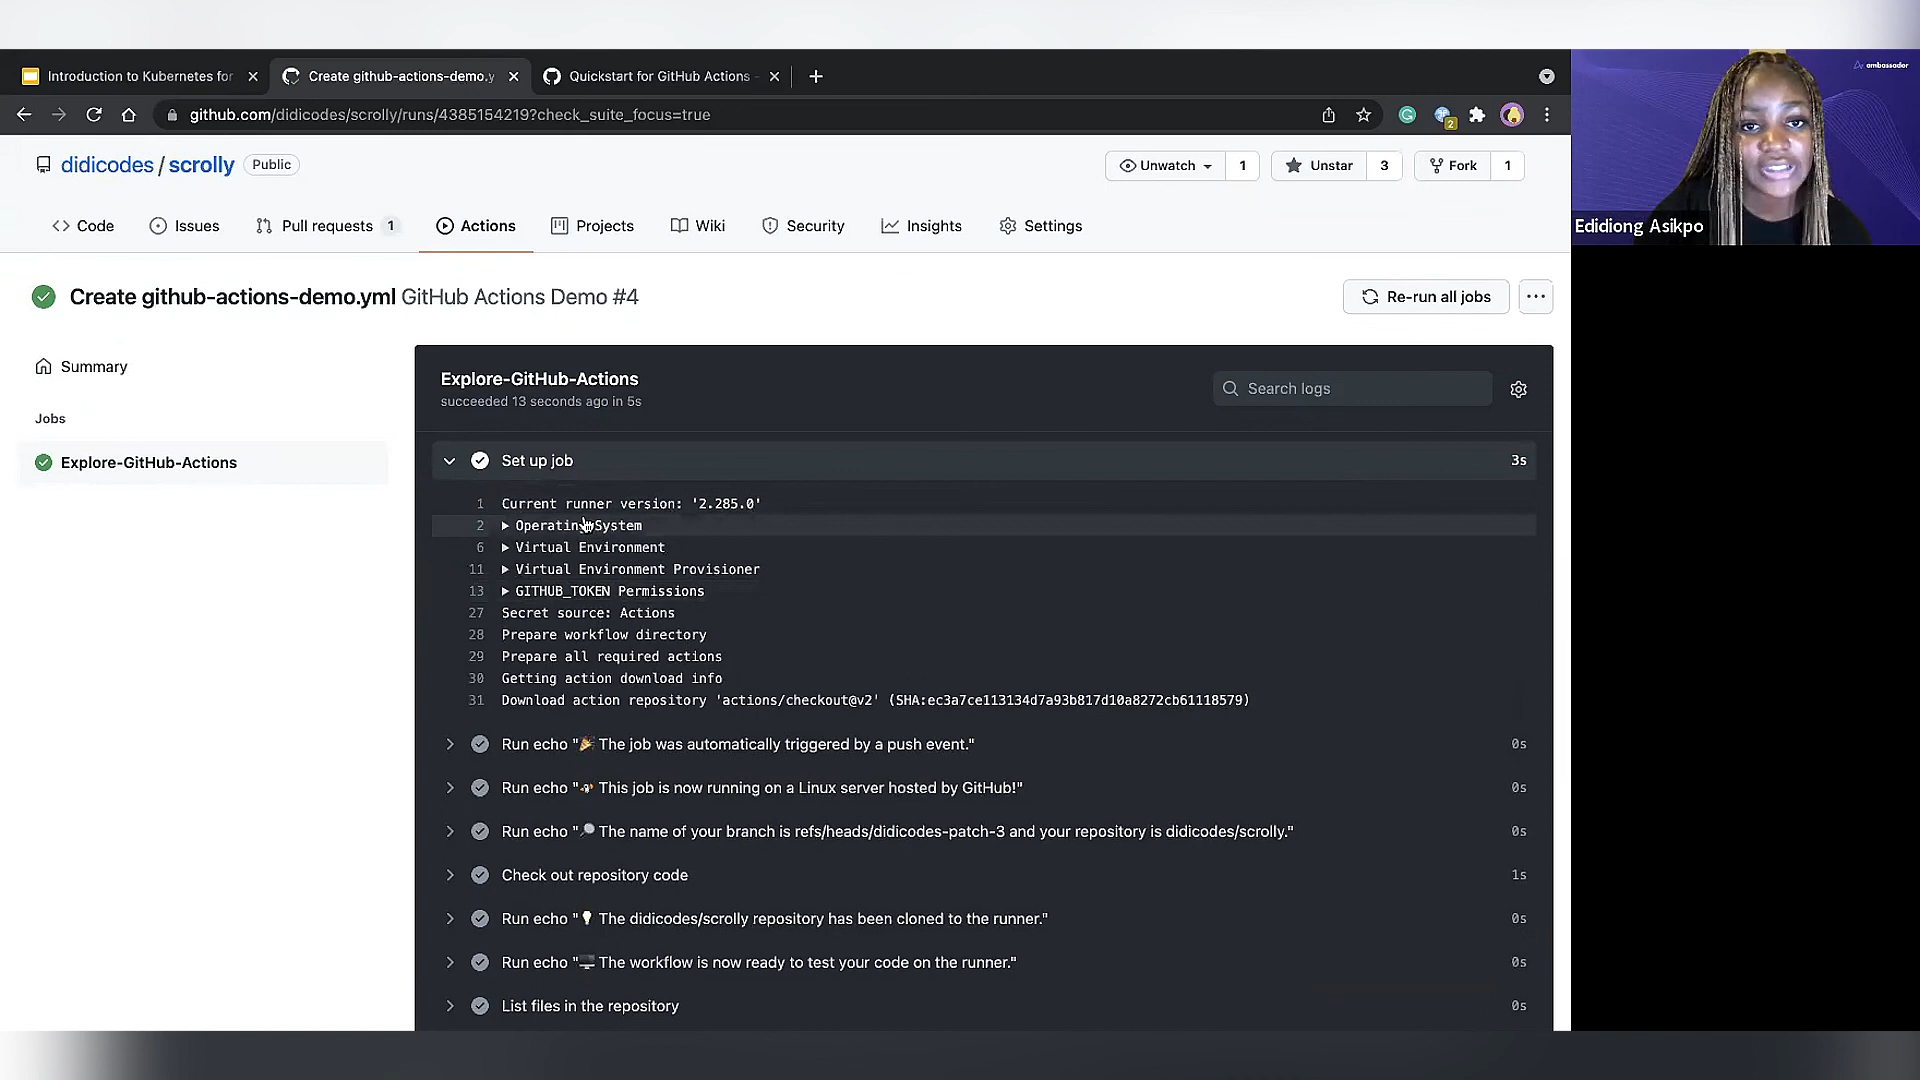 Introduction to Kubernetes for
Create github-actions-demo.y
Quickstart for GitHub Actions -
ambassador
github.com/didicodes/scrolly/runs/4385154219?check_suite_focus=true
2
didicodes / scrolly Public
Unwatch 1 Unstar 3 Fork 1
Code Issues Pull requests 1 Actions Projects Wiki Security Insights Settings
Edidiong Asikpo
Create github-actions-demo.yml GitHub Actions Demo #4
Re-run all jobs
Summary
Jobs
Explore-GitHub-Actions
Explore-GitHub-Actions
succeeded 13 seconds ago in 5s
Search logs
Set up job 3s
1 Current runner version: '2.285.0'
2 Operating System
6 Virtual Environment
11 Virtual Environment Provisioner
13 GITHUB_TOKEN Permissions
27 Secret source: Actions
28 Prepare workflow directory
29 Prepare all required actions
30 Getting action download info
31 Download action repository 'actions/checkout@v2' (SHA:ec3a7ce113134d7a93b817d10a8272cb61118579)
Run echo "🎉 The job was automatically triggered by a push event." 0s
Run echo "🐧 This job is now running on a Linux server hosted by GitHub!" 0s
Run echo "🔎 The name of your branch is refs/heads/didicodes-patch-3 and your repository is didicodes/scrolly." 0s
Check out repository code 1s
Run echo "💡 The didicodes/scrolly repository has been cloned to the runner." 0s
Run echo "🖥️ The workflow is now ready to test your code on the runner." 0s
List files in the repository 0s